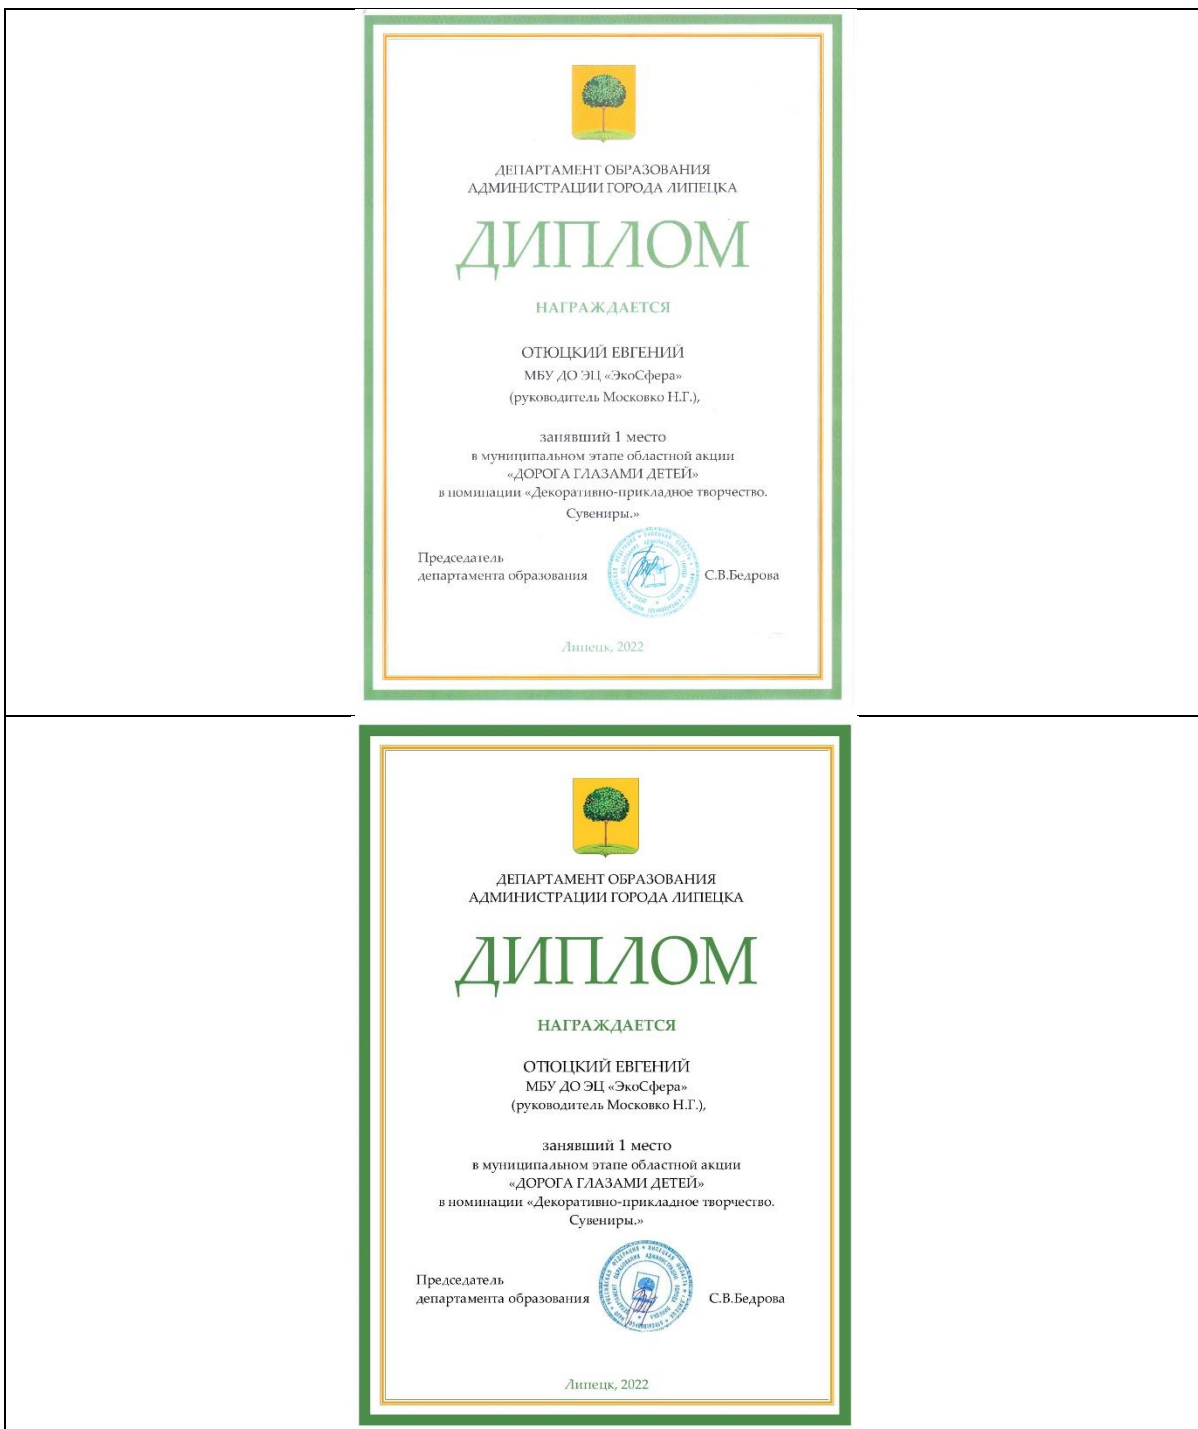 ДЕПАРТАМЕНТ ОБРАЗОВАНИЯ
АДМИНИСТРАЦИИ ГОРОДА ЛИПЕЦКА
ДИПЛОМ
НАГРАЖДАЕТСЯ
ОТЮЦКИЙ ЕВГЕНИЙ
МБУ ДО ЭЦ «ЭкоСфера»
(руководитель Московко Н.Г.),
занявший 1 место
в муниципальном этапе областной акции
«ДОРОГА ГЛАЗАМИ ДЕТЕЙ»
в номинации «Декоративно-прикладное творчество.
Сувениры.»
Председатель
департамента образования
С.В.Бедрова
Липецк, 2022
ДЕПАРТАМЕНТ ОБРАЗОВАНИЯ
АДМИНИСТРАЦИИ ГОРОДА ЛИПЕЦКА
ДИПЛОМ
НАГРАЖДАЕТСЯ
ОТЮЦКИЙ ЕВГЕНИЙ
МБУ ДО ЭЦ «ЭкоСфера»
(руководитель Московко Н.Г.),
занявший 1 место
в муниципальном этапе областной акции
«ДОРОГА ГЛАЗАМИ ДЕТЕЙ»
в номинации «Декоративно-прикладное творчество.
Сувениры.»
Председатель
департамента образования
С.В.Бедрова
Липецк, 2022